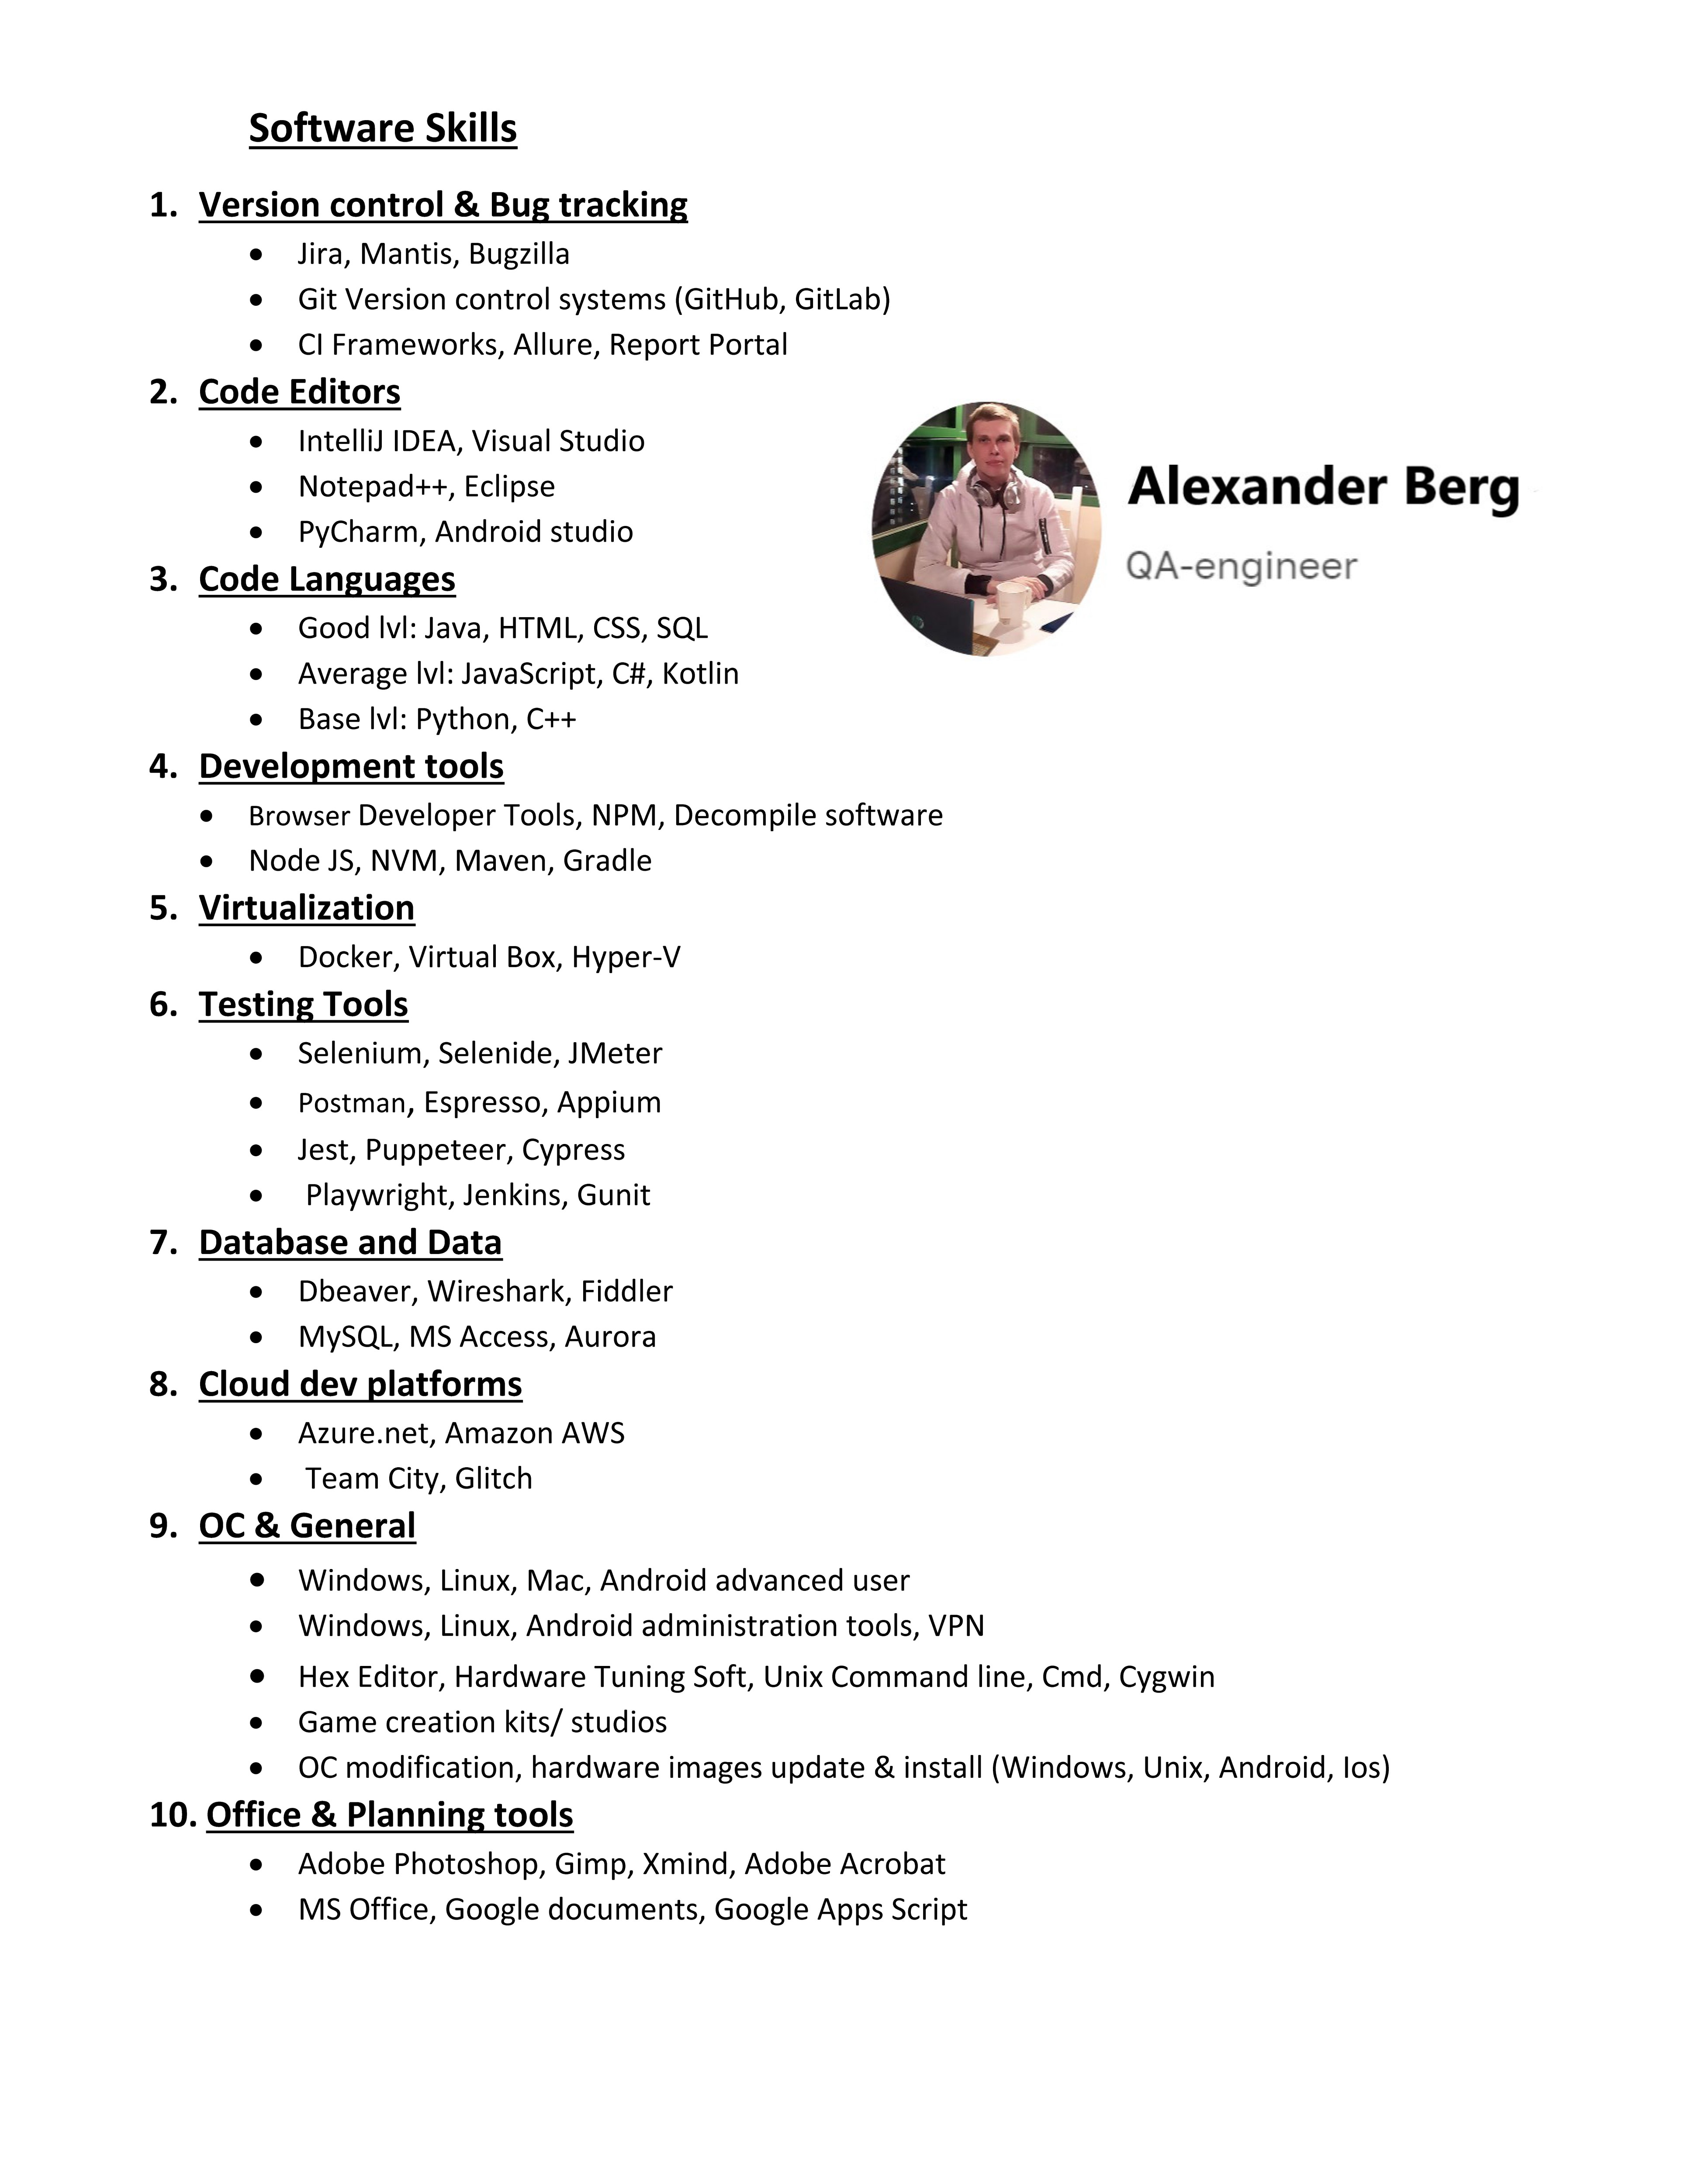 Software Skills
1. Version control & Bug tracking
• Jira, Mantis, Bugzilla
• Git Version control systems (GitHub, GitLab)
• CI Frameworks, Allure, Report Portal
2. Code Editors
• IntelliJ IDEA, Visual Studio
• Notepad++, Eclipse
• PyCharm, Android studio
Alexander Berg
QA-engineer
3. Code Languages
• Good lvl: Java, HTML, CSS, SQL
• Average lvl: JavaScript, C#, Kotlin
• Base lvl: Python, C++
4. Development tools
• Browser Developer Tools, NPM, Decompile software
• Node JS, NVM, Maven, Gradle
5. Virtualization
• Docker, Virtual Box, Hyper-V
6. Testing Tools
• Selenium, Selenide, JMeter
• Postman, Espresso, Appium
• Jest, Puppeteer, Cypress
• Playwright, Jenkins, Gunit
7. Database and Data
• Dbeaver, Wireshark, Fiddler
• MySQL, MS Access, Aurora
8. Cloud dev platforms
• Azure.net, Amazon AWS
• Team City, Glitch
9. OC & General
• Windows, Linux, Mac, Android advanced user
• Windows, Linux, Android administration tools, VPN
• Hex Editor, Hardware Tuning Soft, Unix Command line, Cmd, Cygwin
• Game creation kits/ studios
• OC modification, hardware images update & install (Windows, Unix, Android, Ios)
10. Office & Planning tools
• Adobe Photoshop, Gimp, Xmind, Adobe Acrobat
• MS Office, Google documents, Google Apps Script